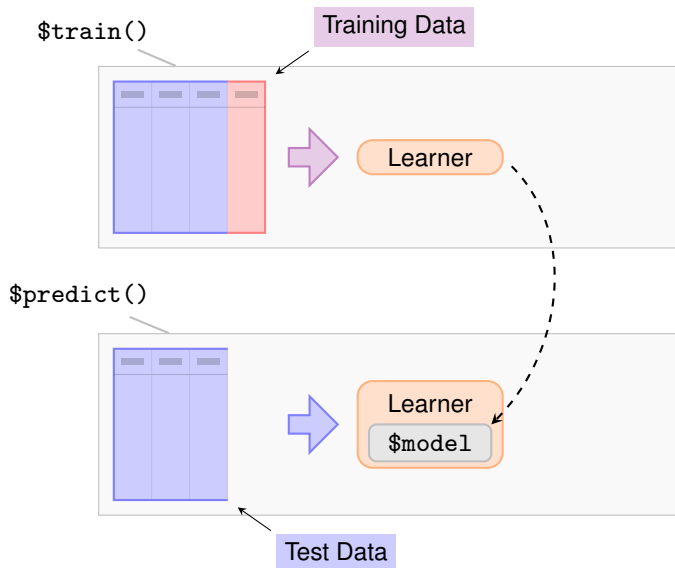 $train()
Training Data
Learner
$predict()
Learner
$model
Test Data